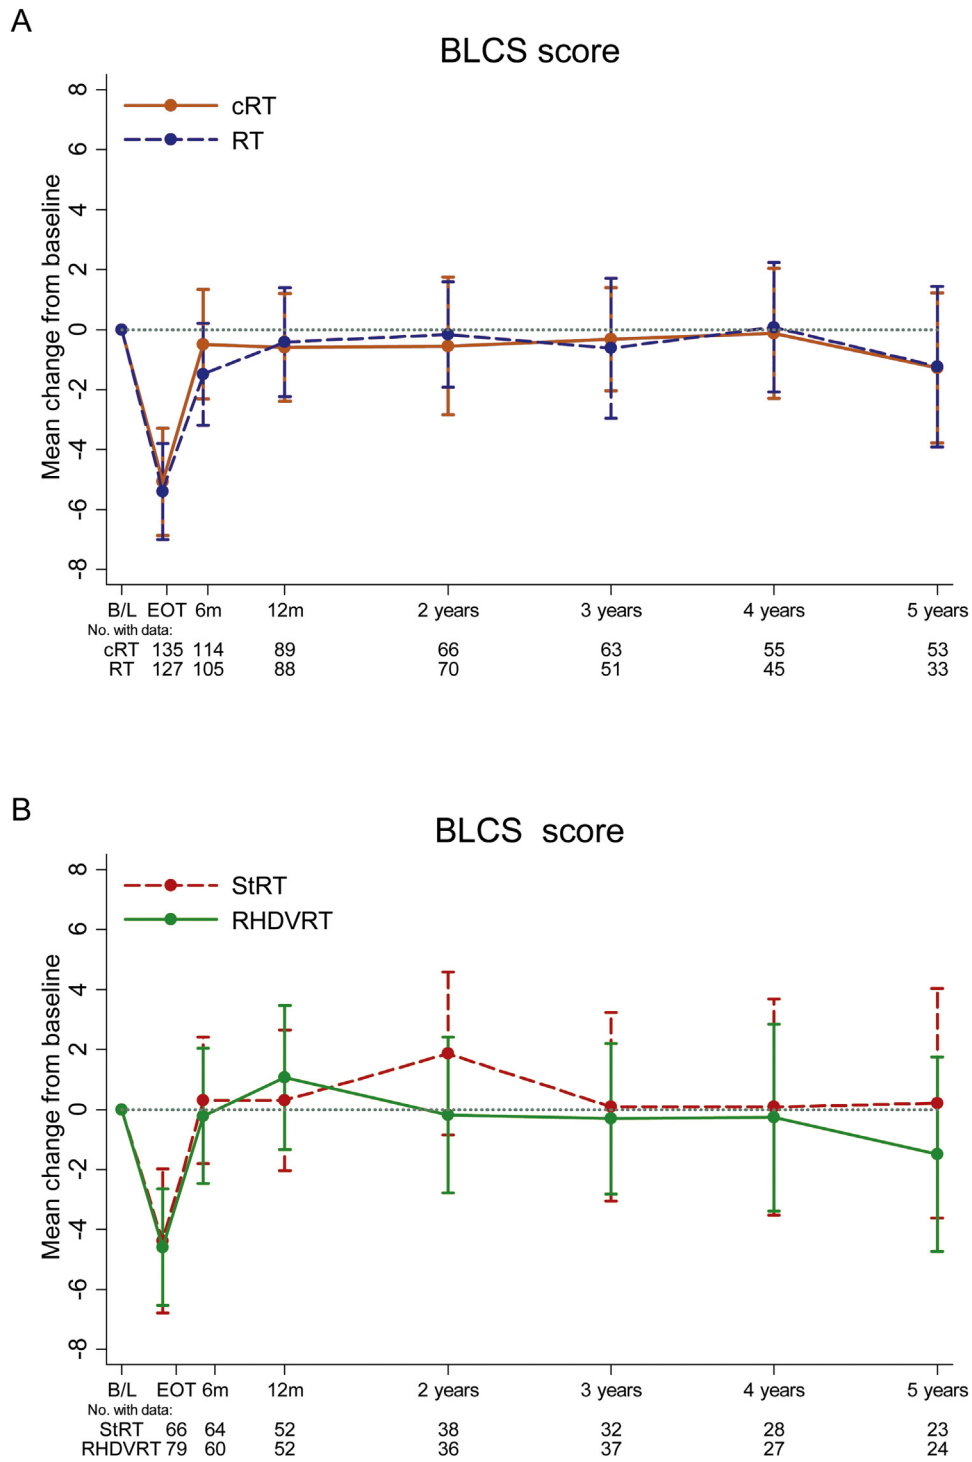 A
BLCS score
cRT
RT
Mean change from baseline
8
6
4
2
0
-2
-4
-6
-8
B/L EOT 6m 12m 2 years 3 years 4 years 5 years
No. with data:
cRT 135 114 89 66 63 55 53
RT 127 105 88 70 51 45 33
B
BLCS score
StRT
RHDVRT
Mean change from baseline
8
6
4
2
0
-2
-4
-6
-8
B/L EOT 6m 12m 2 years 3 years 4 years 5 years
No. with data:
StRT 66 64 52 38 32 28 23
RHDVRT 79 60 52 36 37 27 24